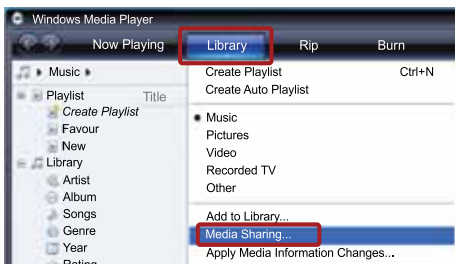 Windows Media Player
Now Playing Library Rip Burn
Music
Playlist Title
Create Playlist
Favour
New
Library
Artist
Album
Songs
Genre
Year
Rating
Create Playlist Ctrl+N
Create Auto Playlist
Music
Pictures
Video
Recorded TV
Other
Add to Library...
Media Sharing...
Apply Media Information Changes...